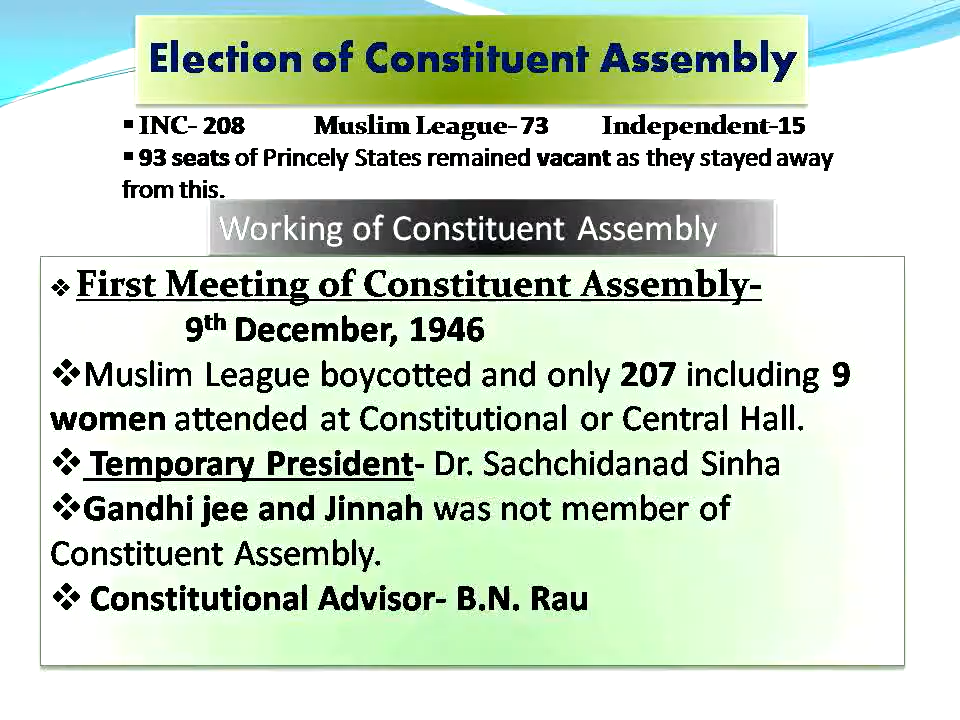 Election of Constituent Assembly
▪ INC- 208 Muslim League- 73 Independent-15
▪ 93 seats of Princely States remained vacant as they stayed away
from this.
Working of Constituent Assembly
❖ First Meeting of Constituent Assembly-
9th December, 1946
❖Muslim League boycotted and only 207 including 9
women attended at Constitutional or Central Hall.
❖ Temporary President- Dr. Sachchidanad Sinha
❖Gandhi jee and Jinnah was not member of
Constituent Assembly.
❖ Constitutional Advisor- B.N. Rau